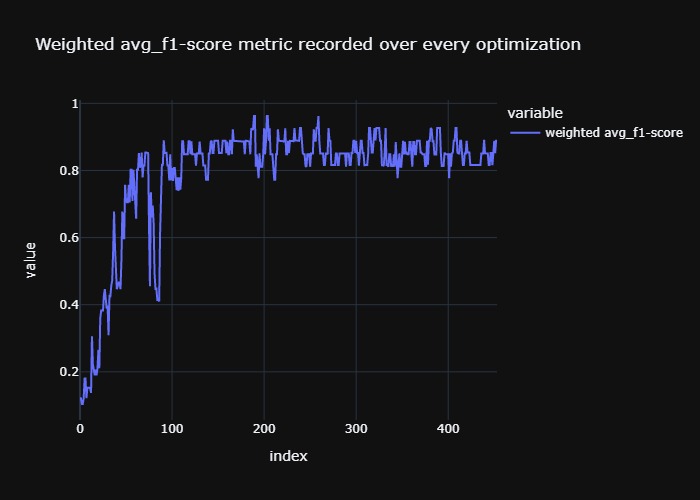 Weighted avg_f1-score metric recorded over every optimization
variable
weighted avg_f1-score
1
0.8
0.6
0.4
0.2
value
0
100
200
300
400
index